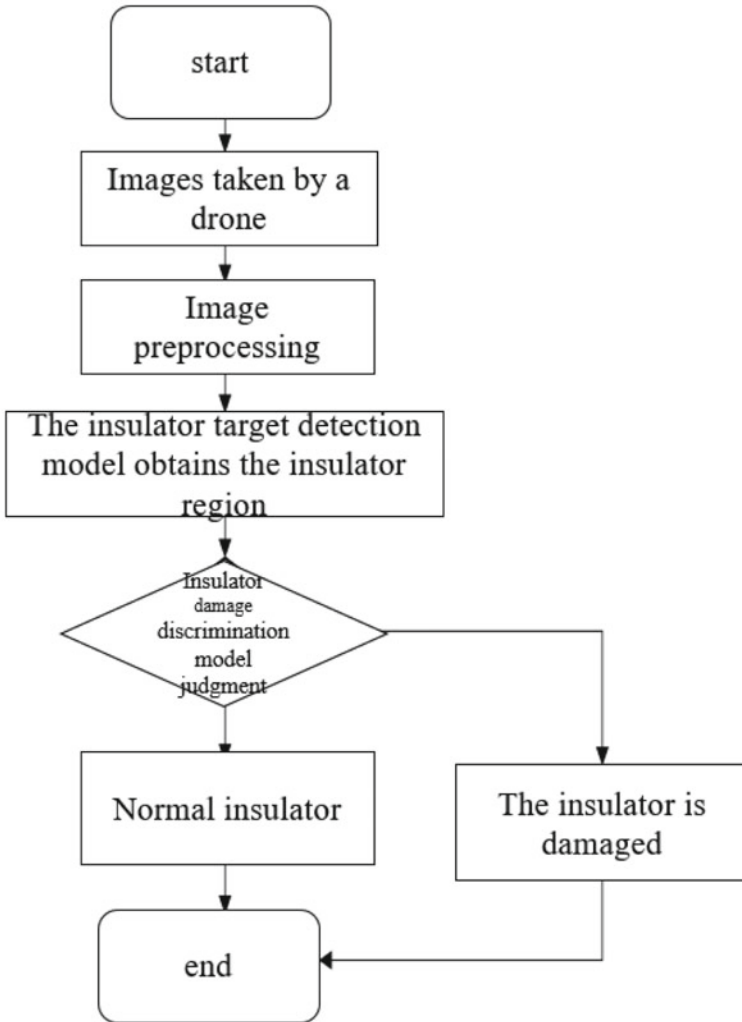 start
Images taken by a
drone
Image
preprocessing
The insulator target detection
model obtains the insulator
region
Insulator
damage
discrimination
model
judgment
Normal insulator
The insulator is
damaged
end